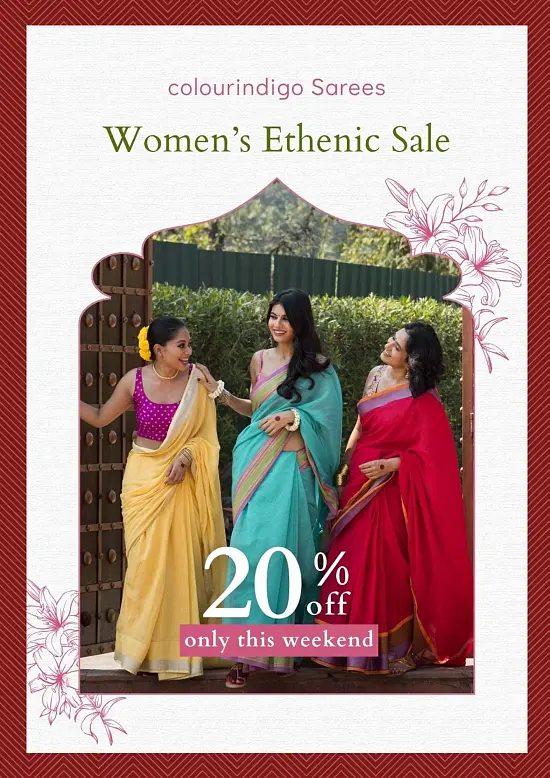 colourindigo Sarees
Women's Ethenic Sale
20% off
only this weekend